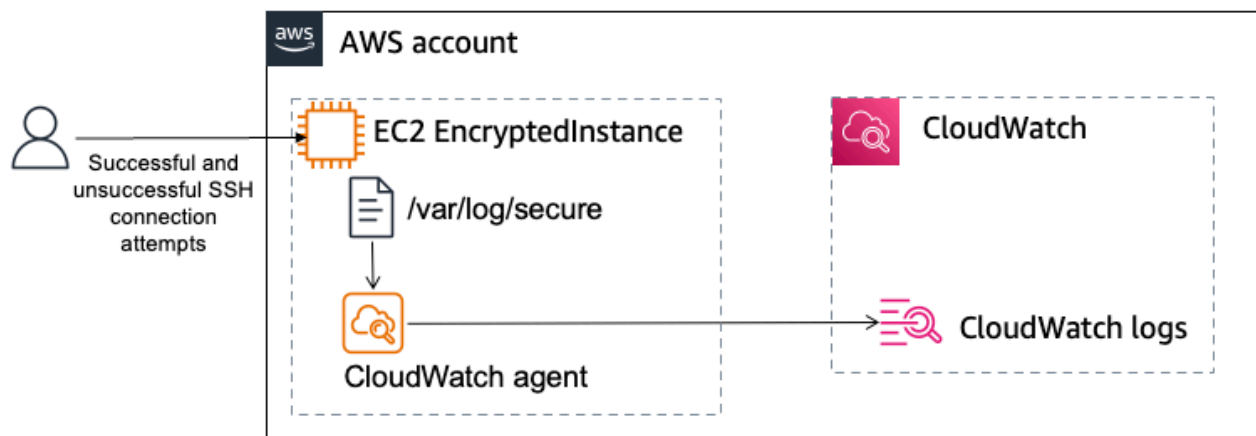 aws
AWS account
EC2 EncryptedInstance
CloudWatch
Successful and
unsuccessful SSH
connection
attempts
/var/log/secure
CloudWatch logs
CloudWatch agent